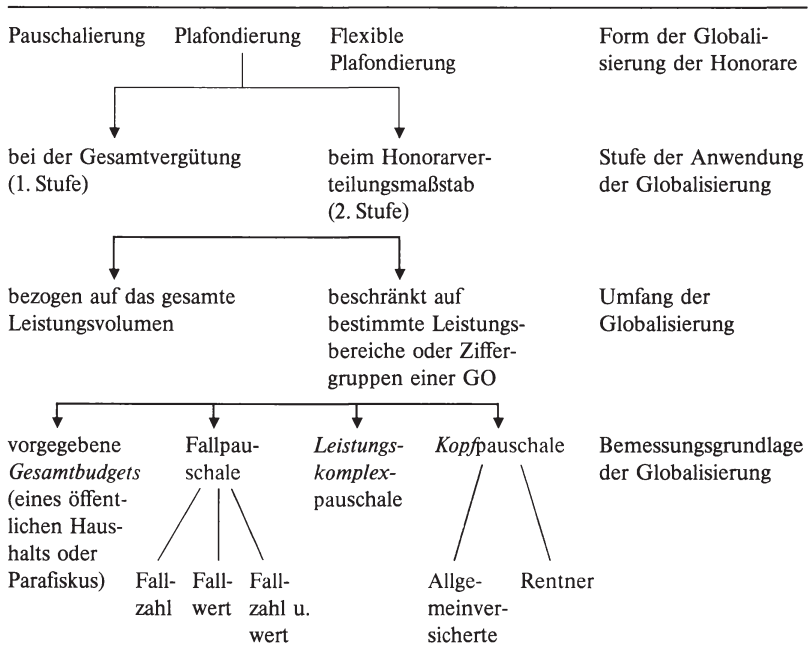 Pauschalierung Plafondierung Flexible Plafondierung
Form der Globali-
sierung der Honorare
bei der Gesamtvergütung
(1. Stufe)
beim Honorarver-
teilungsmaßstab
(2. Stufe)
Stufe der Anwendung
der Globalisierung
bezogen auf das gesamte
Leistungsvolumen
beschränkt auf
bestimmte Leistungs-
bereiche oder Ziffer-
gruppen einer GO
Umfang der
Globalisierung
vorgegebene
Gesamtbudgets
(eines öffent-
lichen Haus-
halts oder
Parafiskus)
Fallpau-
schale
Leistungs-
komplex-
pauschale
Kopfpauschale
Bemessungsgrundlage
der Globalisierung
Fall-
zahl
Fall-
wert
Fall-
zahl u.
wert
Allge-
meinver-
sicherte
Rentner